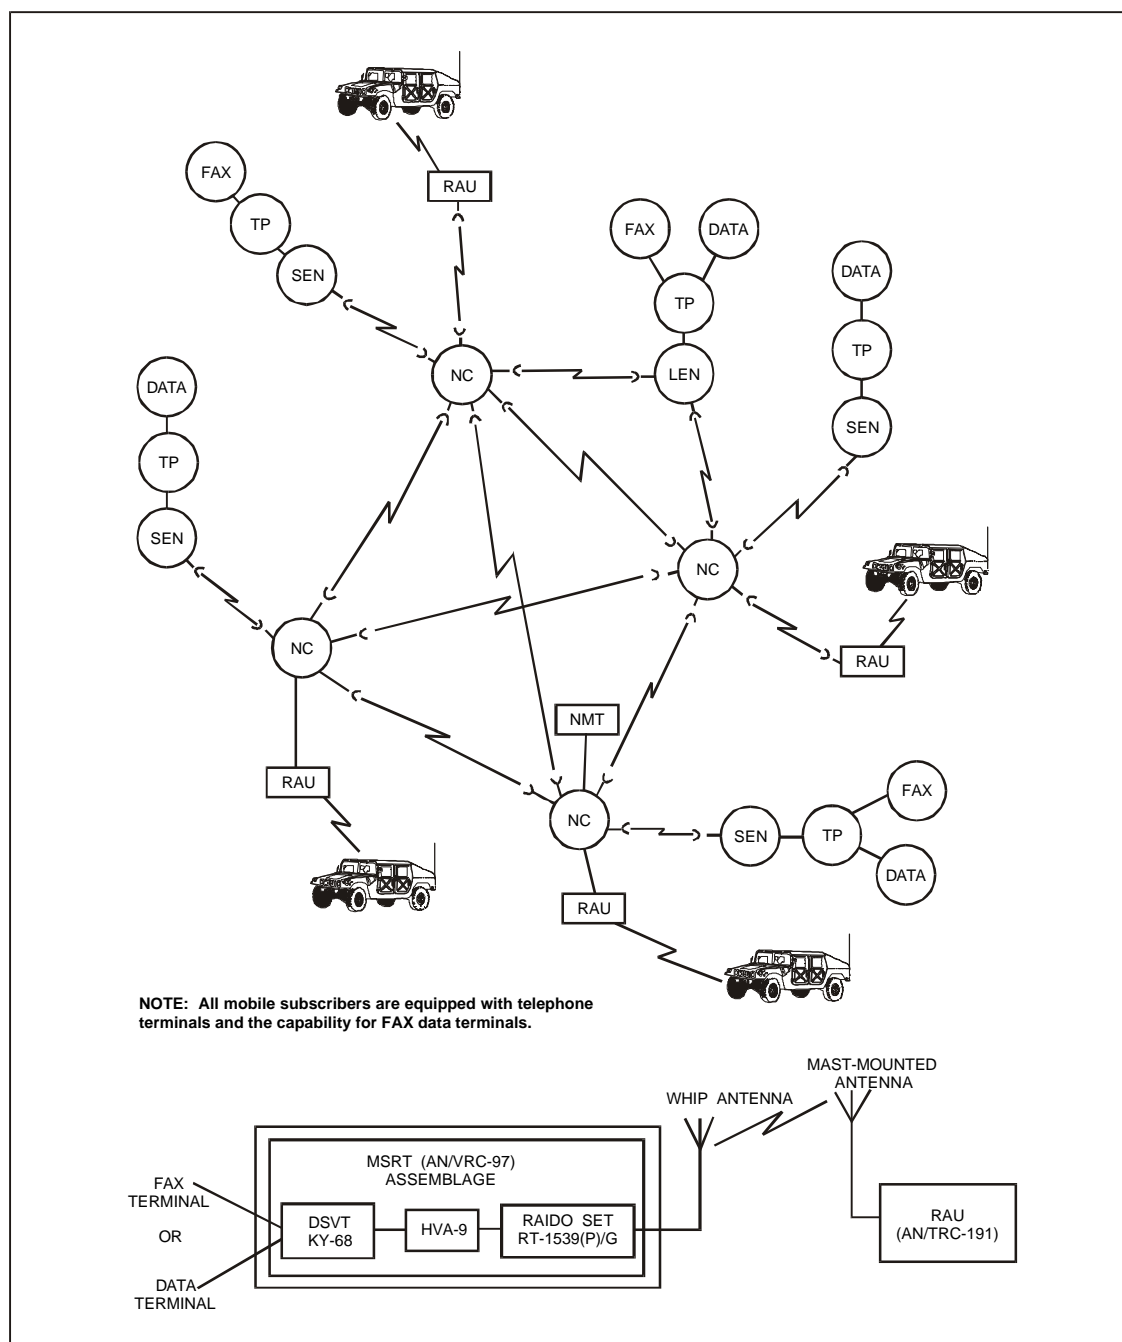 RAU
FAX
TP
SEN
FAX
DATA
TP
LEN
DATA
TP
SEN
NC
DATA
TP
SEN
NC
NC
RAU
NMT
RAU
NC
SEN
TP
FAX
DATA
RAU
NOTE: All mobile subscribers are equipped with telephone
terminals and the capability for FAX data terminals.
MAST-MOUNTED
ANTENNA
WHIP ANTENNA
MSRT (AN/VRC-97)
ASSEMBLAGE
FAX
TERMINAL
OR
DATA
TERMINAL
DSVT
KY-68
HVA-9
RAIDO SET
RT-1539(P)/G
RAU
(AN/TRC-191)